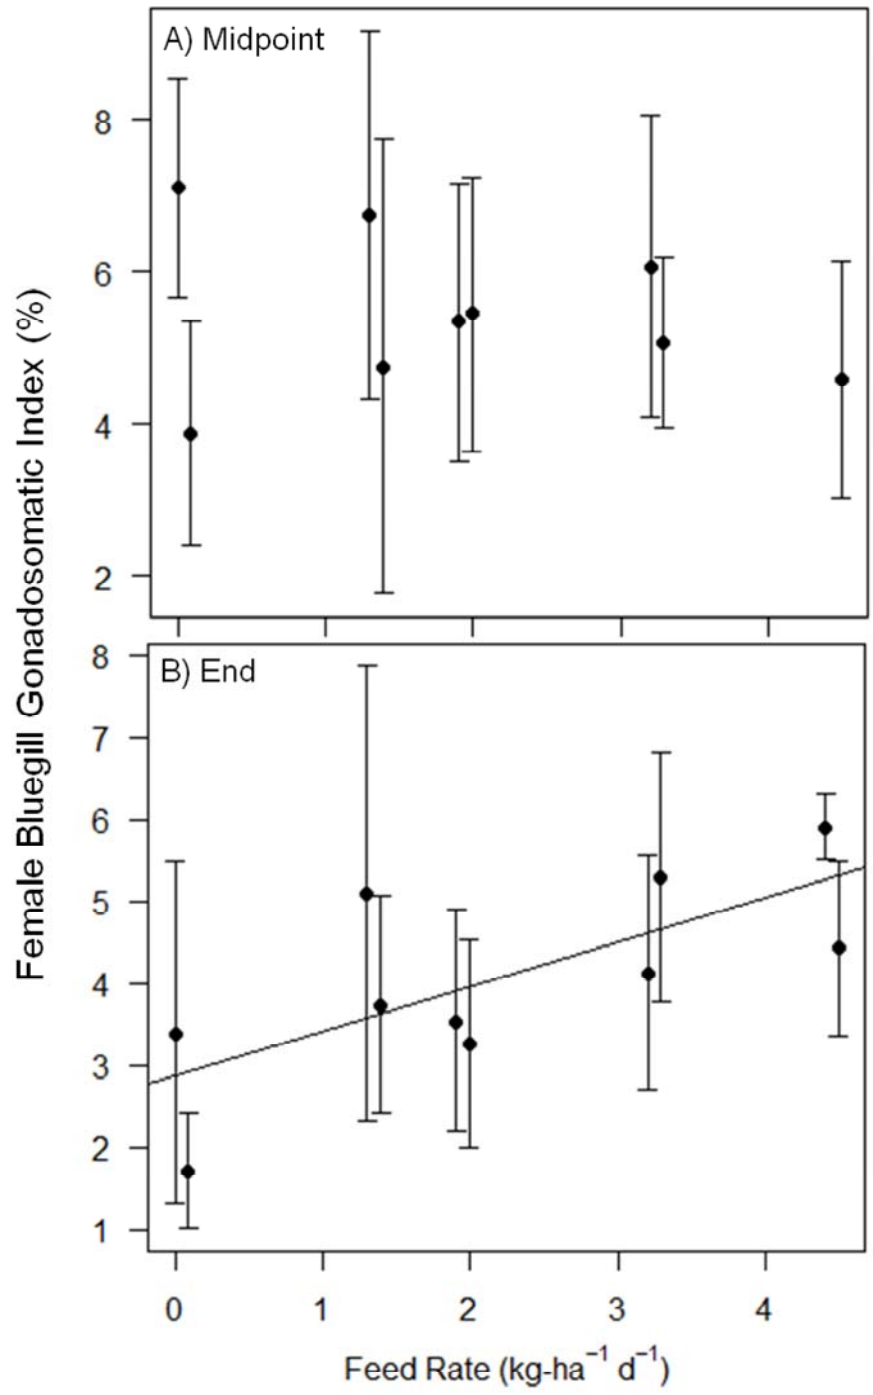 A) Midpoint
8
6
4
2
Female Bluegill Gonadosomatic Index (%)
B) End
8
7
6
5
4
3
2
1
0 1 2 3 4
Feed Rate (kg-ha⁻¹ d⁻¹)